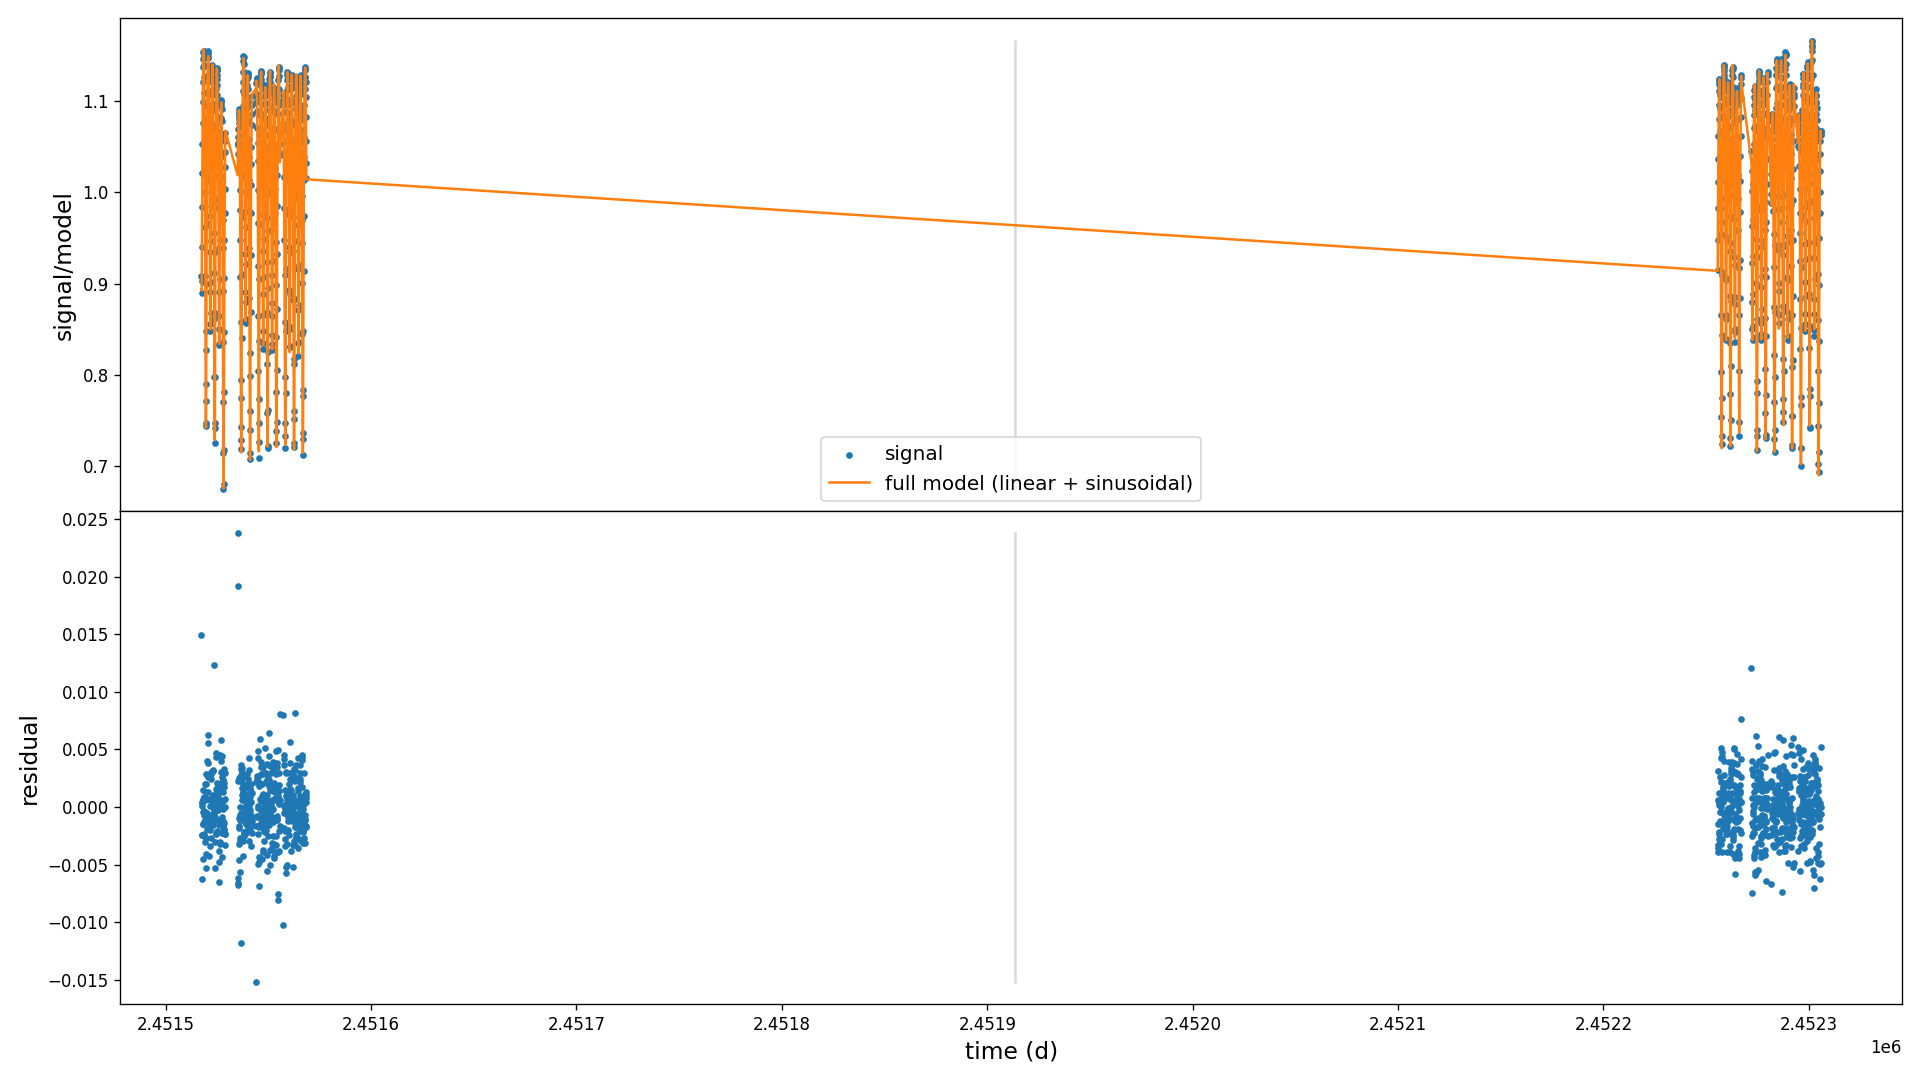 signal/model
1.1
1.0
0.9
0.8
0.7
signal
full model (linear + sinusoidal)
residual
0.025
0.020
0.015
0.010
0.005
0.000
−0.005
−0.010
−0.015
2.4515 2.4516 2.4517 2.4518 2.4519 2.4520 2.4521 2.4522 2.4523
1e6
time (d)